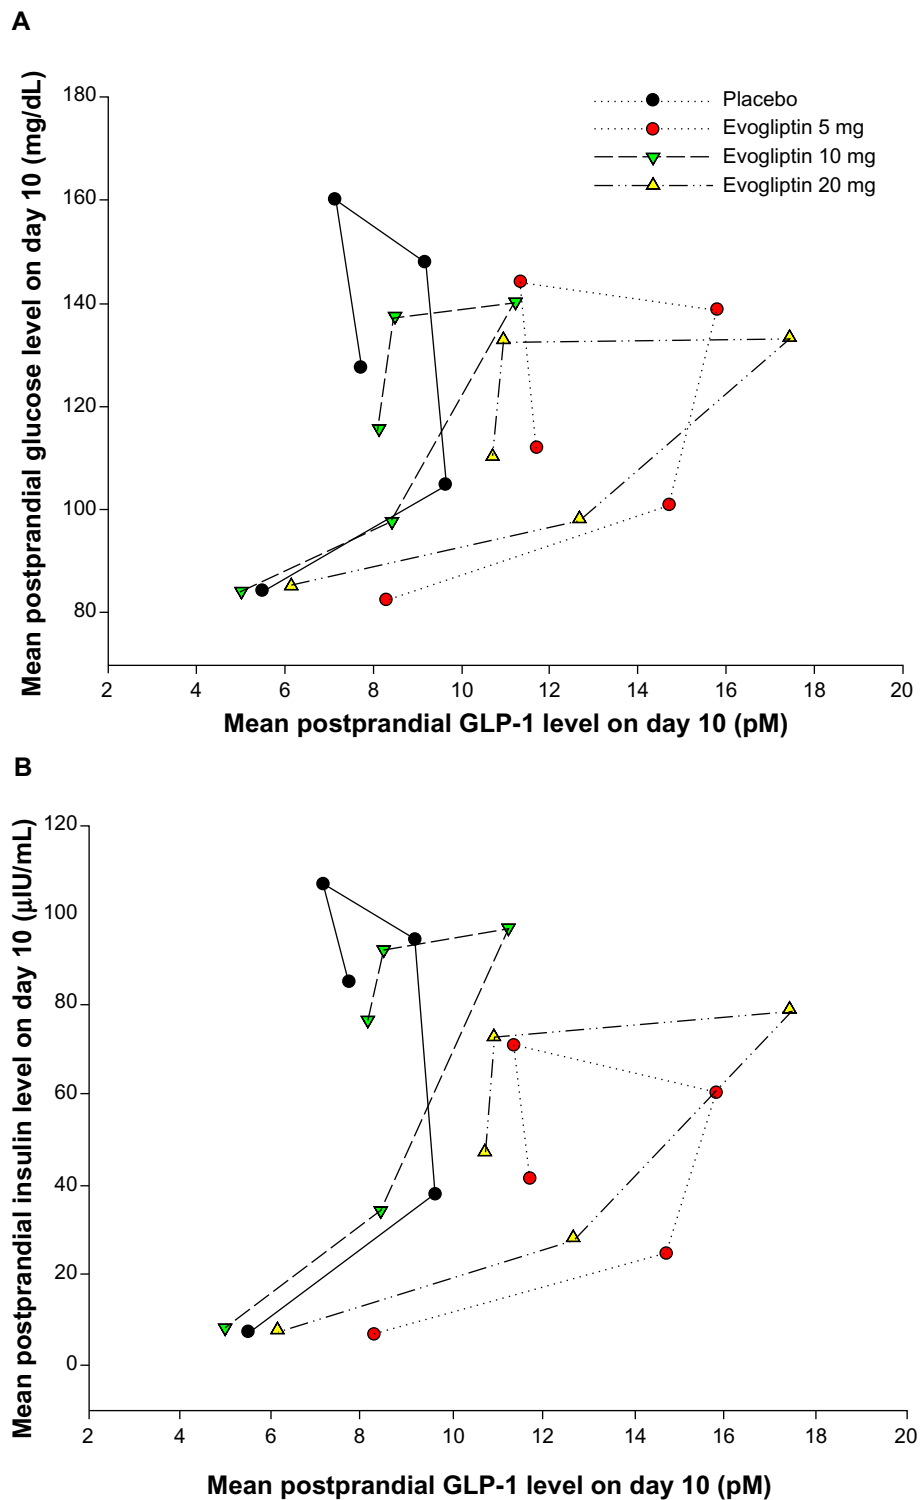 A
Mean postprandial glucose level on day 10 (mg/dL)
180
160
140
120
100
80
Placebo
Evogliptin 5 mg
Evogliptin 10 mg
Evogliptin 20 mg
2 4 6 8 10 12 14 16 18 20
Mean postprandial GLP-1 level on day 10 (pM)
B
Mean postprandial insulin level on day 10 (µIU/mL)
120
100
80
60
40
20
0
2 4 6 8 10 12 14 16 18 20
Mean postprandial GLP-1 level on day 10 (pM)